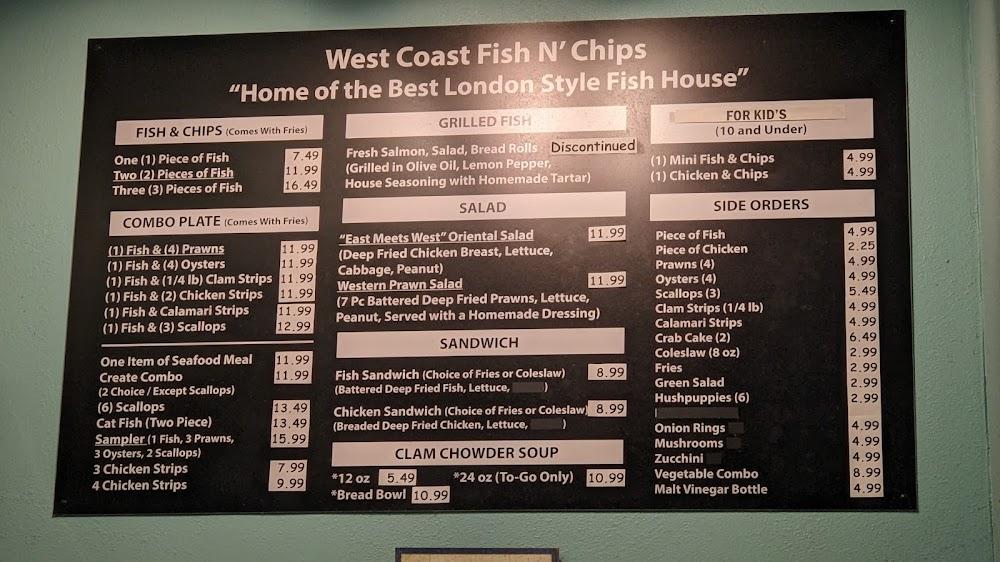 West Coast Fish N' Chips
"Home of the Best London Style Fish House"
FISH & CHIPS (Comes With Fries)
One (1) Piece of Fish 7.49
Two (2) Pieces of Fish 11.99
Three (3) Pieces of Fish 16.49
COMBO PLATE (Comes With Fries)
(1) Fish & (4) Prawns 11.99
(1) Fish & (4) Oysters 11.99
(1) Fish & (1/4 lb) Clam Strips 11.99
(1) Fish & (2) Chicken Strips 11.99
(1) Fish & Calamari Strips 11.99
(1) Fish & (3) Scallops 12.99
One Item of Seafood Meal 11.99
Create Combo 11.99
(2 Choice / Except Scallops)
(6) Scallops 13.49
Cat Fish (Two Piece) 13.49
Sampler (1 Fish, 3 Prawns, 15.99
3 Oysters, 2 Scallops)
3 Chicken Strips 7.99
4 Chicken Strips 9.99
GRILLED FISH
Fresh Salmon, Salad, Bread Rolls Discontinued
(Grilled in Olive Oil, Lemon Pepper,
House Seasoning with Homemade Tartar)
SALAD
"East Meets West" Oriental Salad 11.99
(Deep Fried Chicken Breast, Lettuce,
Cabbage, Peanut)
Western Prawn Salad 11.99
(7 Pc Battered Deep Fried Prawns, Lettuce,
Peanut, Served with a Homemade Dressing)
SANDWICH
Fish Sandwich (Choice of Fries or Coleslaw) 8.99
(Battered Deep Fried Fish, Lettuce, )
Chicken Sandwich (Choice of Fries or Coleslaw) 8.99
(Breaded Deep Fried Chicken, Lettuce, )
CLAM CHOWDER SOUP
*12 oz 5.49 *24 oz (To-Go Only) 10.99
*Bread Bowl 10.99
FOR KID'S
(10 and Under)
(1) Mini Fish & Chips 4.99
(1) Chicken & Chips 4.99
SIDE ORDERS
Piece of Fish 4.99
Piece of Chicken 2.25
Prawns (4) 4.99
Oysters (4) 4.99
Scallops (3) 5.49
Clam Strips (1/4 lb) 4.99
Calamari Strips 4.99
Crab Cake (2) 6.49
Coleslaw (8 oz) 2.99
Fries 2.99
Green Salad 2.99
Hushpuppies (6) 2.99
Onion Rings 4.99
Mushrooms 4.99
Zucchini 4.99
Vegetable Combo 8.99
Malt Vinegar Bottle 4.99